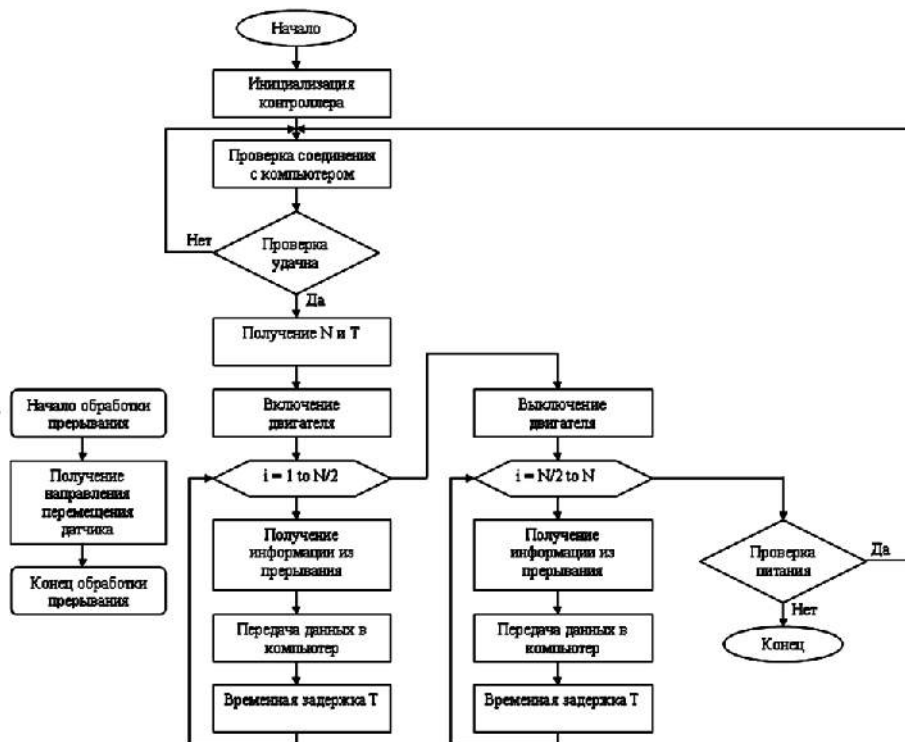 Начало
Инициализация
контроллера
Проверка соединения
с компьютером
Нет
Проверка
удачна
Да
Получение N и T
Включение
двигателя
i = 1 to N/2
Получение
информации из
прерывания
Передача данных в
компьютер
Временная задержка T
Начало обработки
прерывания
Получение
направления
перемещения
датчика
Конец обработки
прерывания
Выключение
двигателя
i = N/2 to N
Получение
информации из
прерывания
Передача данных в
компьютер
Временная задержка T
Проверка
питания
Да
Нет
Конец